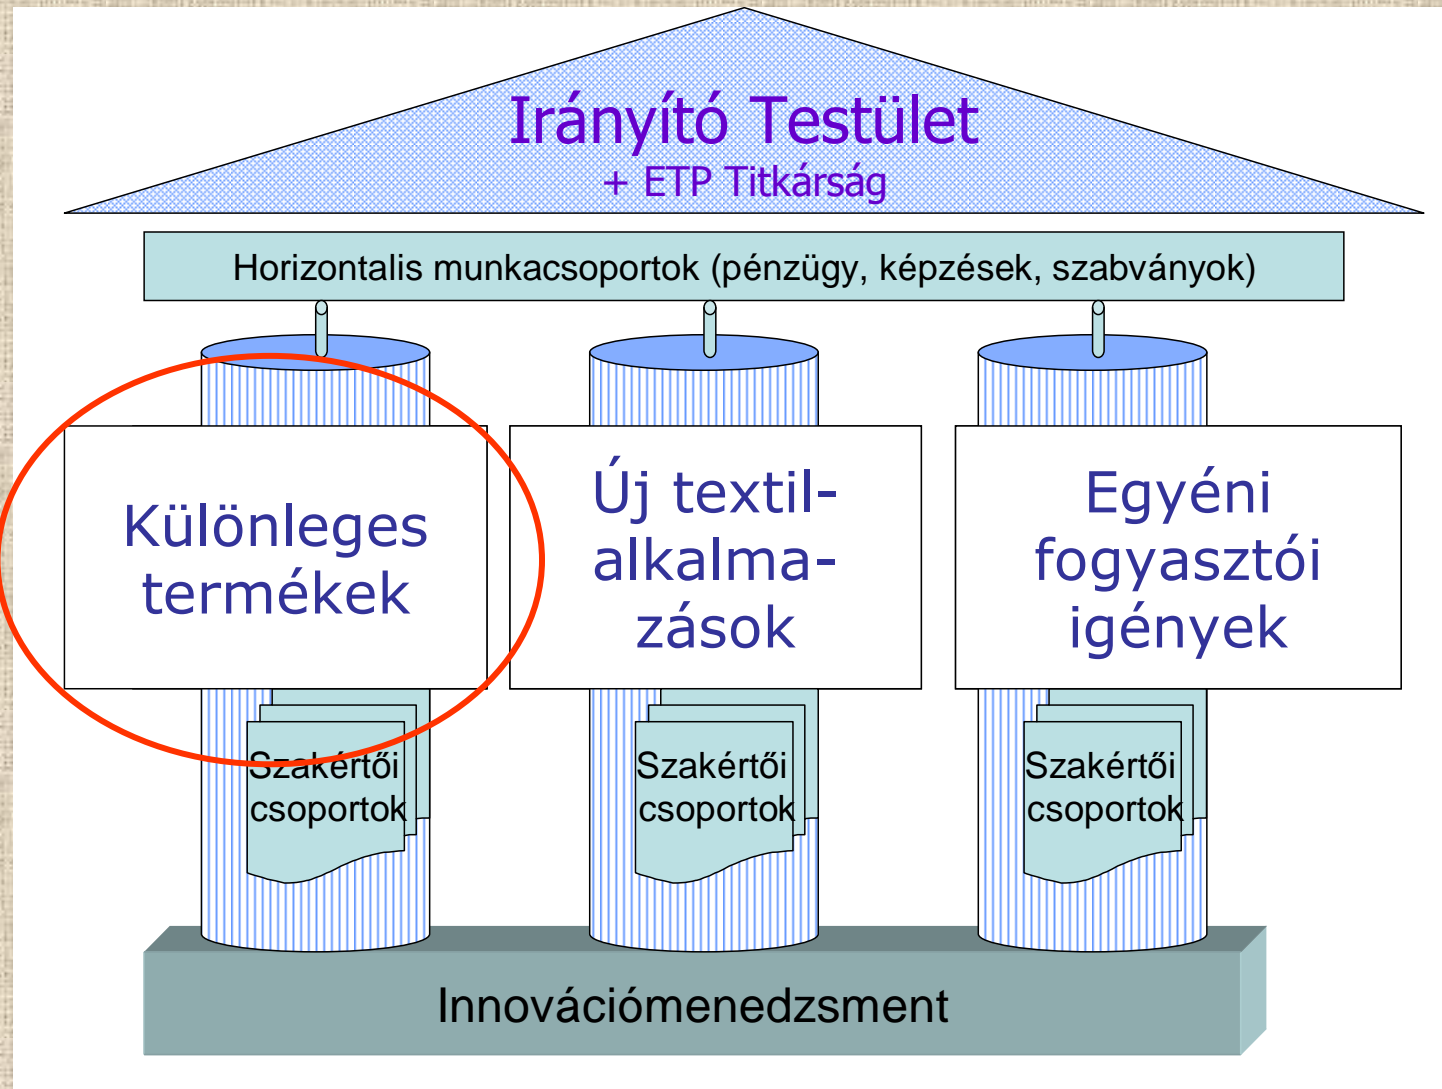 Irányító Testület
+ ETP Titkárság
Horizontalis munkacsoportok (pénzügy, képzések, szabványok)
Különleges
termékek
Új textil-
alkalma-
zások
Egyéni
fogyasztói
igények
Szakértői
csoportok
Szakértői
csoportok
Szakértői
csoportok
Innovációmenedzsment